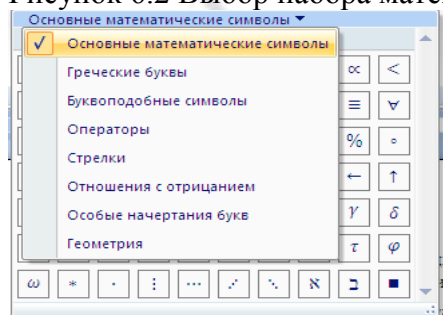 Рисунок 6.2 Выбор набора мате
Основные математические символы ▼
✓ Основные математические символы
Греческие буквы
Буквоподобные символы
Операторы
Стрелки
Отношения с отрицанием
Особые начертания букв
Геометрия
∝ <
≡ ∀
% ∘
← ↑
γ δ
τ φ
ω * · ⋮ ⋯ ⋰ ⋱ ℵ ℶ ■